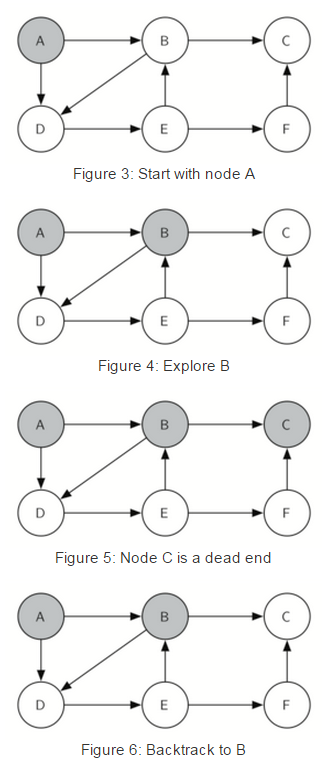 A B C
D E F
Figure 3: Start with node A
A B C
D E F
Figure 4: Explore B
A B C
D E F
Figure 5: Node C is a dead end
A B C
D E F
Figure 6: Backtrack to B